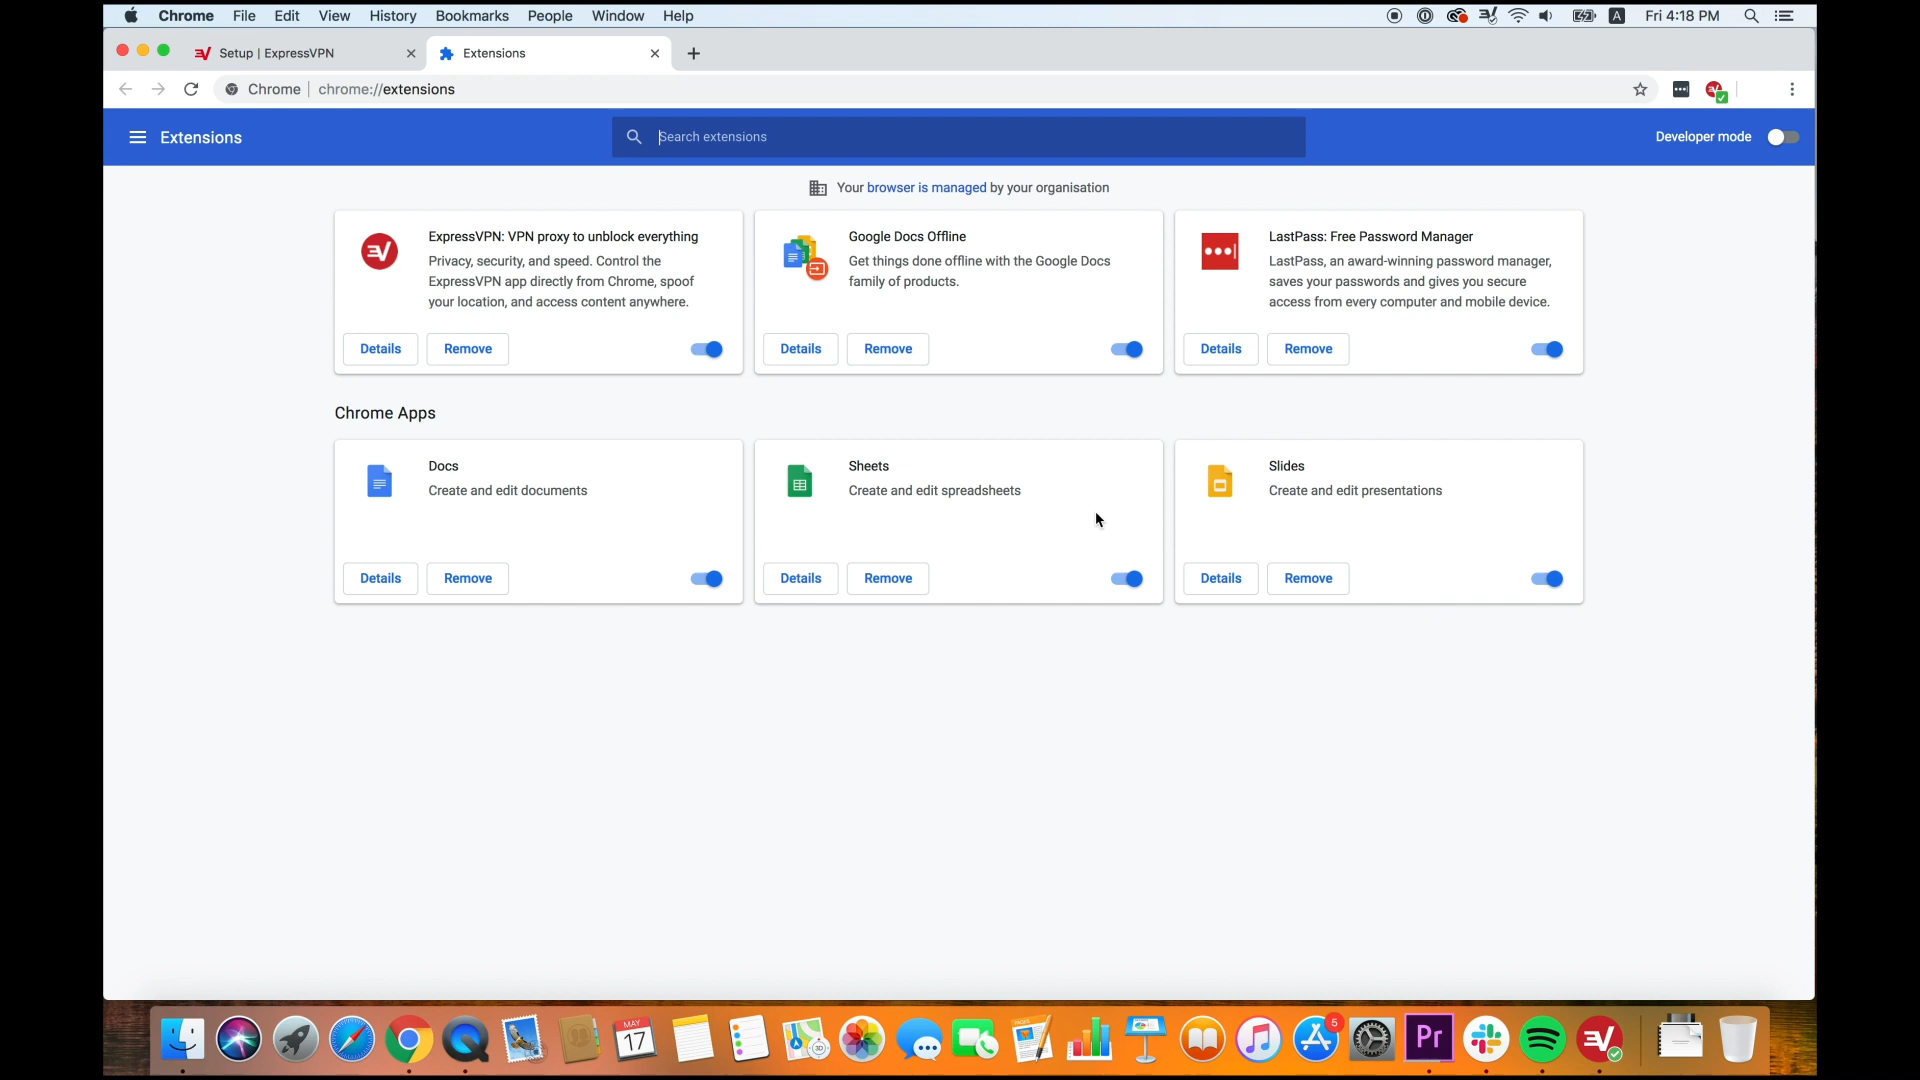 Chrome File Edit View History Bookmarks People Window Help
A Fri 4:18 PM
Setup | ExpressVPN
Extensions
Chrome | chrome://extensions
Extensions
Search extensions
Developer mode
Your browser is managed by your organisation
ExpressVPN: VPN proxy to unblock everything
Privacy, security, and speed. Control the
ExpressVPN app directly from Chrome, spoof
your location, and access content anywhere.
Details Remove
Google Docs Offline
Get things done offline with the Google Docs
family of products.
Details Remove
LastPass: Free Password Manager
LastPass, an award-winning password manager,
saves your passwords and gives you secure
access from every computer and mobile device.
Details Remove
Chrome Apps
Docs
Create and edit documents
Details Remove
Sheets
Create and edit spreadsheets
Details Remove
Slides
Create and edit presentations
Details Remove
MAY
17
3D
PAGES
5
Pr